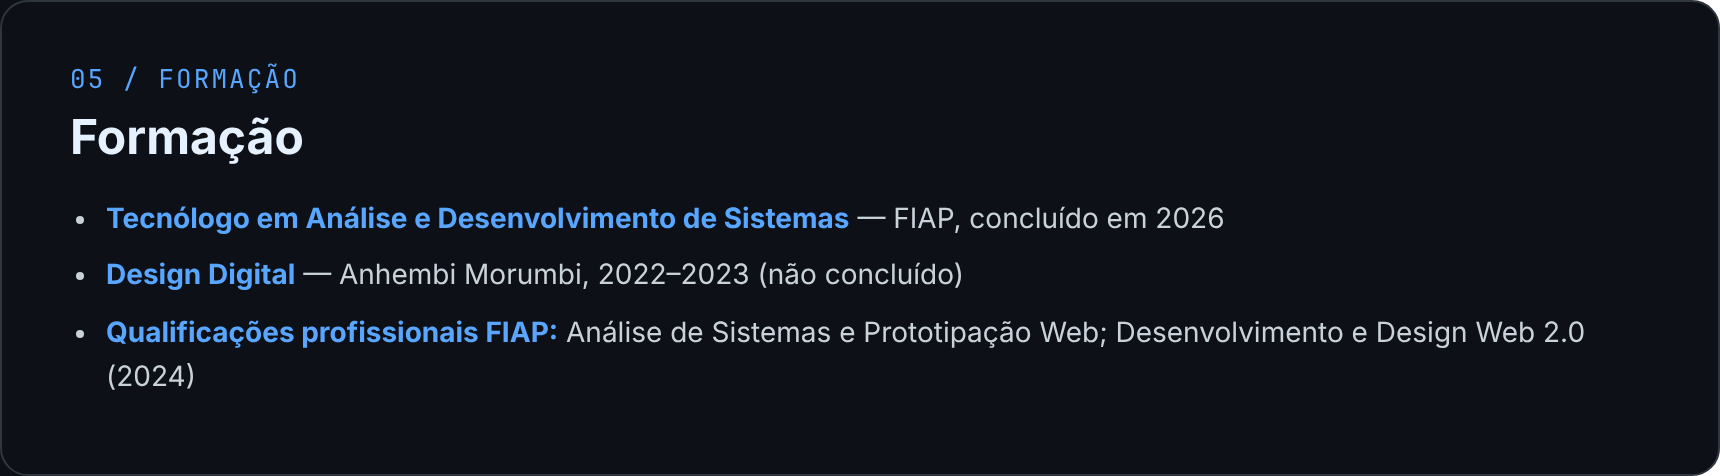 05 / FORMAÇÃO
Formação
• Tecnólogo em Análise e Desenvolvimento de Sistemas — FIAP, concluído em 2026
• Design Digital — Anhembi Morumbi, 2022–2023 (não concluído)
• Qualificações profissionais FIAP: Análise de Sistemas e Prototipação Web; Desenvolvimento e Design Web 2.0
(2024)